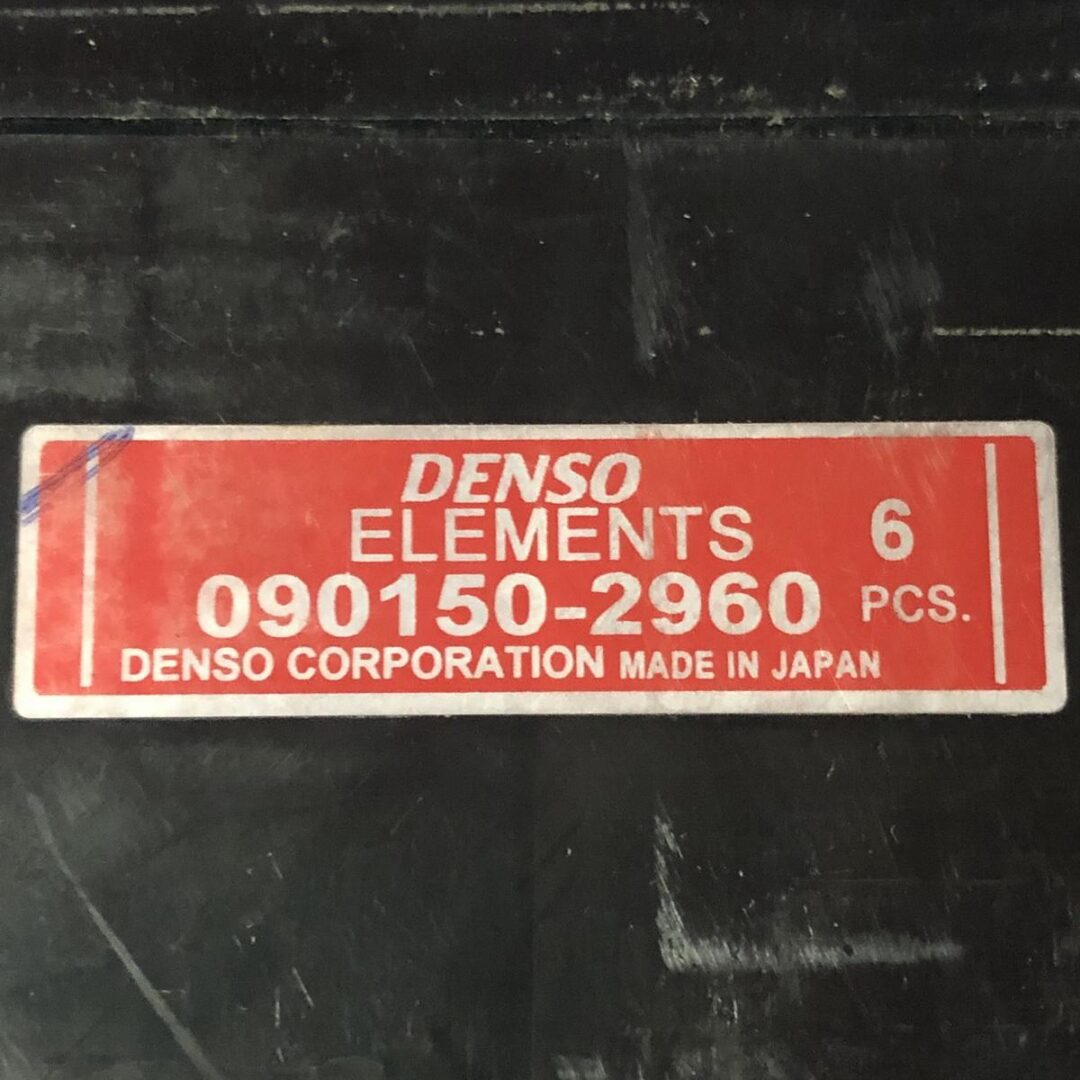 DENSO
ELEMENTS
090150-2960
6
PCS.
DENSO CORPORATION MADE IN JAPAN